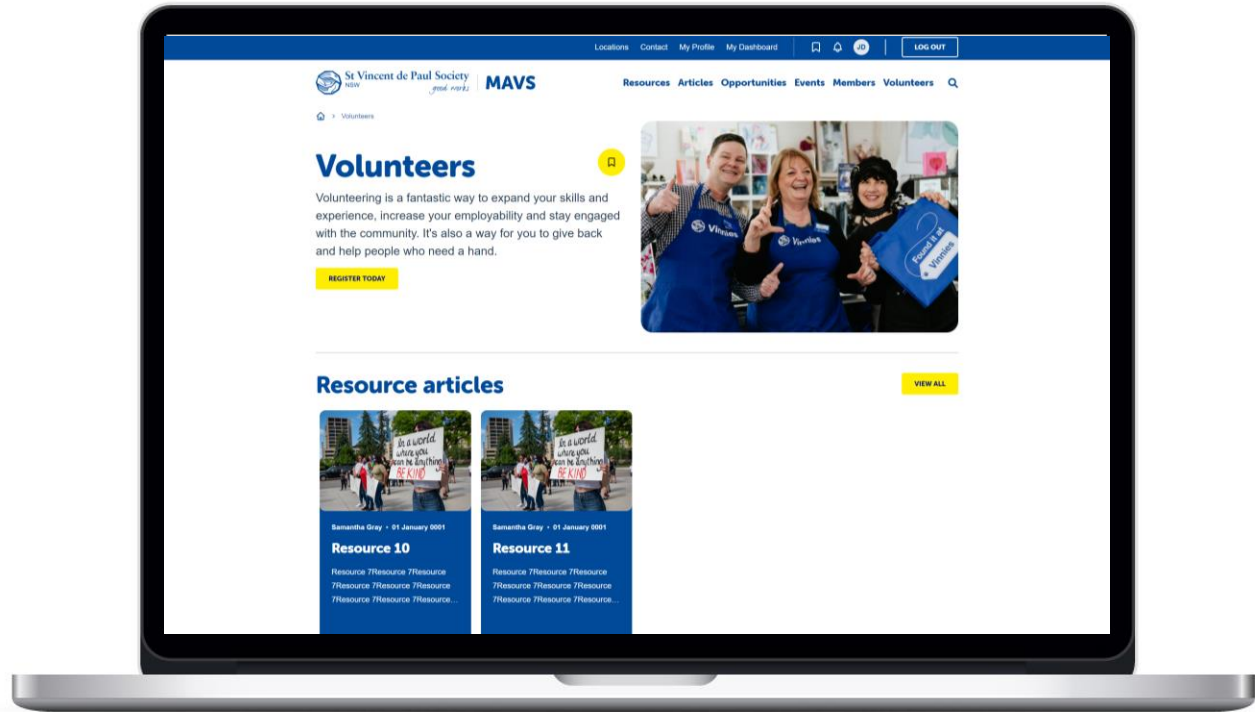 Locations Contact My Profile My Dashboard JD LOG OUT
St Vincent de Paul Society
NSW good works
MAVS
Resources Articles Opportunities Events Members Volunteers
> Volunteers
Volunteers
Volunteering is a fantastic way to expand your skills and
experience, increase your employability and stay engaged
with the community. It's also a way for you to give back
and help people who need a hand.
REGISTER TODAY
Vinnies
Vinnies
Found it at
Vinnies
Resource articles
VIEW ALL
In a world
where you
can be anything
BE KIND
In a world
where you
can be anything
BE KIND
Samantha Gray • 01 January 0001
Resource 10
Resource 7Resource 7Resource
7Resource 7Resource 7Resource
7Resource 7Resource 7Resource...
Samantha Gray • 01 January 0001
Resource 11
Resource 7Resource 7Resource
7Resource 7Resource 7Resource
7Resource 7Resource 7Resource...